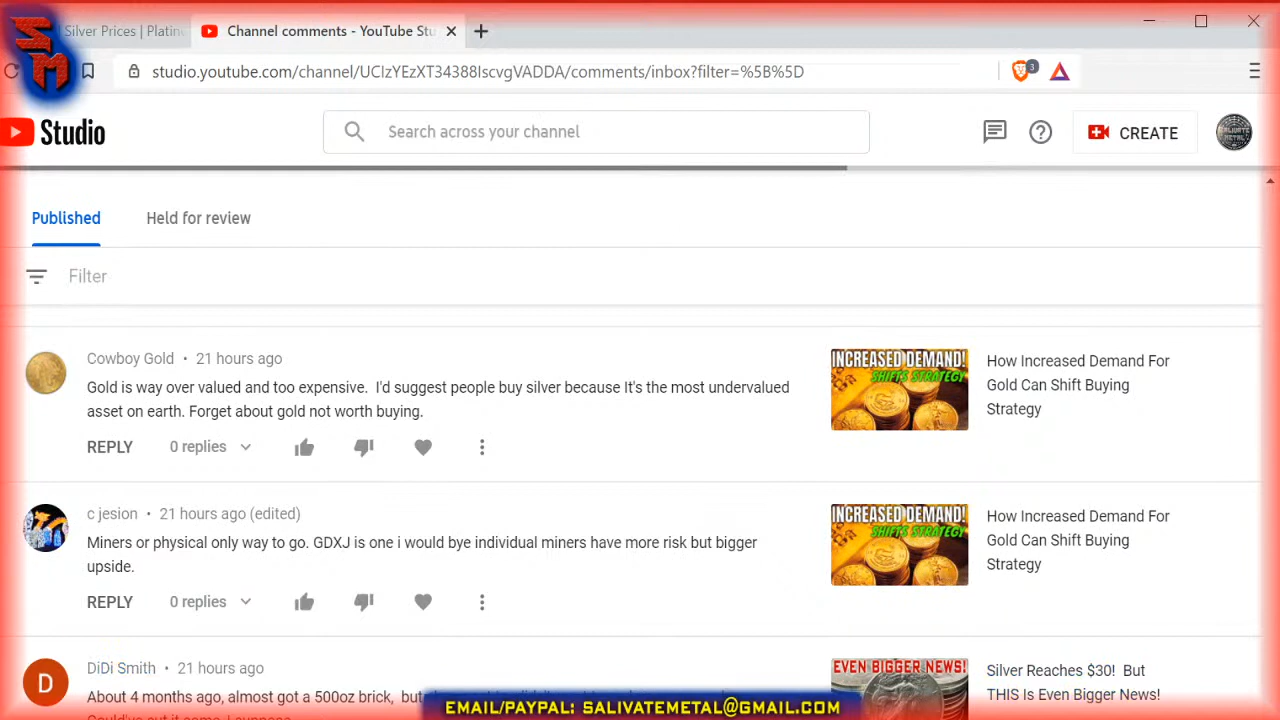 SM
Silver Prices | Platin
Channel comments - YouTube Stu
studio.youtube.com/channel/UCIzYEzXT34388IscvgVADDA/comments/inbox?filter=%5B%5D
3
Studio
Search across your channel
CREATE
Published
Held for review
Filter
Cowboy Gold • 21 hours ago
Gold is way over priced and too expensive. I'd suggest people buy silver because It's the most undervalued
asset on earth. Forget about gold not worth buying.
REPLY 0 replies
INCREASED DEMAND!
SHIFTS STRATEGY
How Increased Demand For
Gold Can Shift Buying
Strategy
c jesion • 21 hours ago (edited)
Miners or physical only way to go. GDXJ is one i would bye individual miners have more risk but bigger
upside.
REPLY 0 replies
INCREASED DEMAND!
SHIFTS STRATEGY
How Increased Demand For
Gold Can Shift Buying
Strategy
D
DiDi Smith • 21 hours ago
About 4 months ago, almost got a 500oz brick, but
EVEN BIGGER NEWS!
Silver Reaches $30! But
THIS Is Even Bigger News!
EMAIL/PAYPAL: SALIVATEMETAL@GMAIL.COM